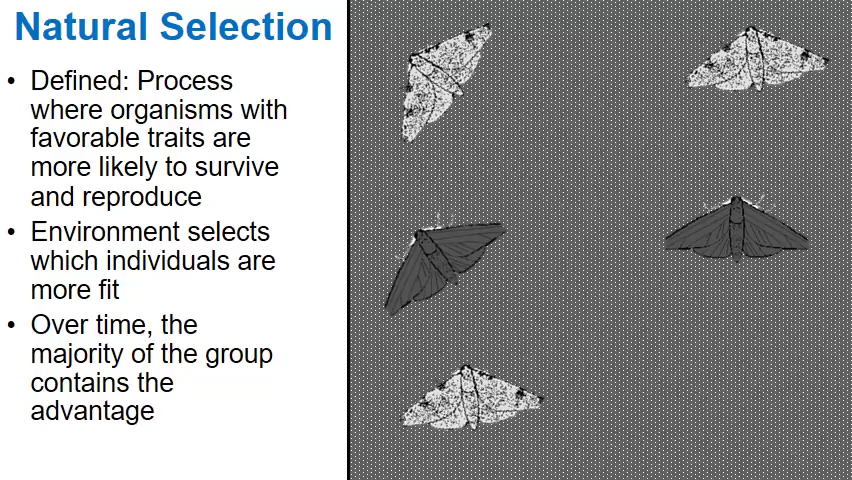 Natural Selection
• Defined: Process
where organisms with
favorable traits are
more likely to survive
and reproduce
• Environment selects
which individuals are
more fit
• Over time, the
majority of the group
contains the
advantage